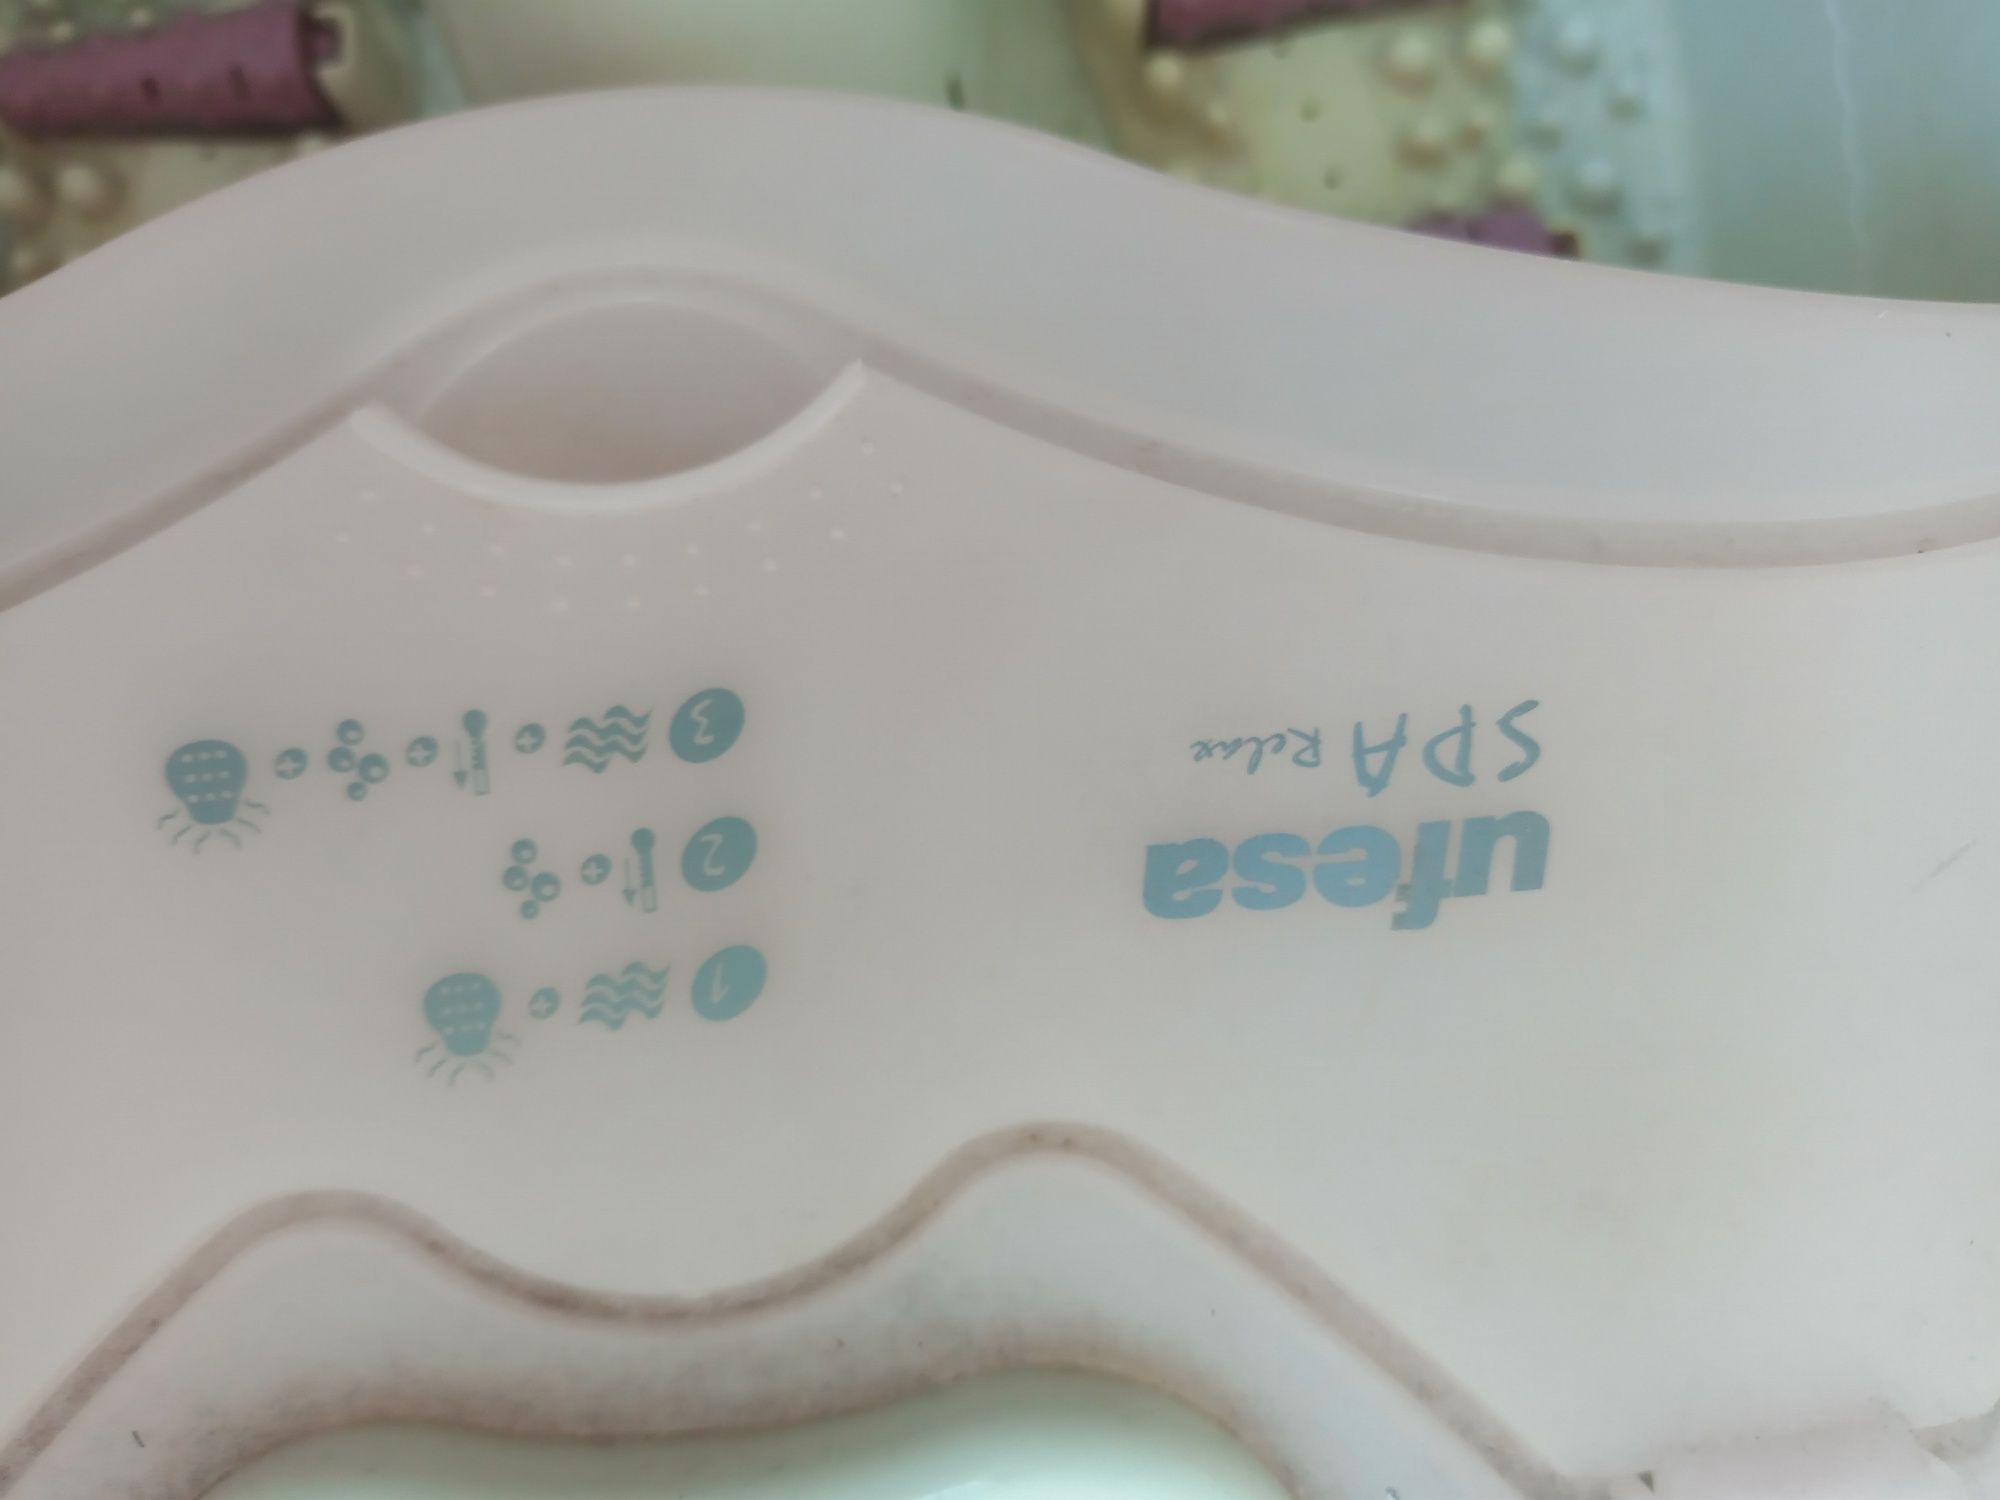 ufesa
SPA Relax
1 +
2 +
3 + + +